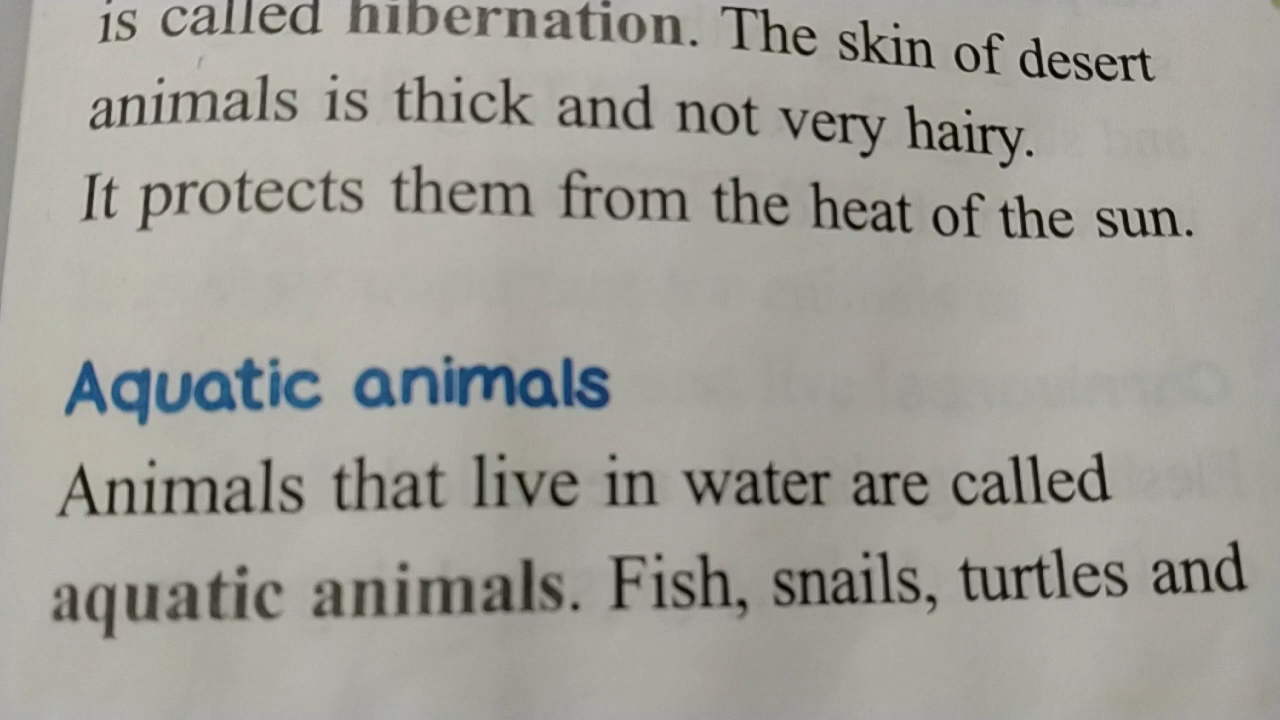 is called hibernation. The skin of desert
animals is thick and not very hairy.
It protects them from the heat of the sun.
Aquatic animals
Animals that live in water are called
aquatic animals. Fish, snails, turtles and